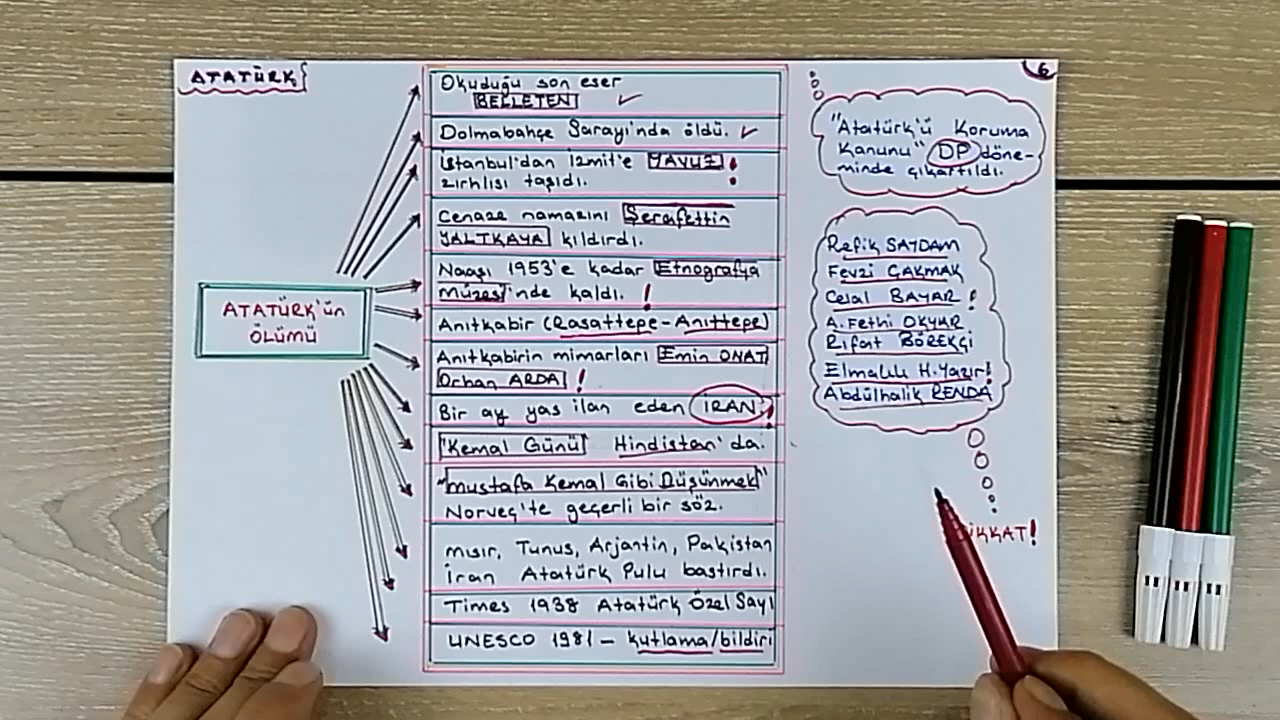 ATATÜRK
6
Okuduğu son eser
BELLETEN
Dolmabahçe Sarayı'nda öldü.
İstanbul'dan İzmit'e YAVUZ !
zırhlısı taşıdı.
Cenaze namazını Şerafettin
YALTKAYA kıldırdı.
Naaşı 1953'e kadar Etnografya
Müzesi'nde kaldı. !
Anıtkabir (Rasattepe-Anıttepe)
Anıtkabirin mimarları Emin ONAT
Orhan ARDA !
Bir ay yas ilan eden İRAN !
"Kemal Günü" Hindistan'da.
"Mustafa Kemal Gibi Düşünmek"
Norveç'te geçerli bir söz.
Mısır, Tunus, Arjantin, Pakistan
İran Atatürk Pulu bastırdı.
Times 1938 Atatürk Özel Sayı
UNESCO 1981 – kutlama/bildiri
ATATÜRK'ün
ÖLÜMÜ
"Atatürk'ü Koruma
Kanunu" DP döne-
minde çıkartıldı.
Refik SAYDAM
Fevzi ÇAKMAK
Celal BAYAR !
A. Fethi OKYAR
Rıfat BÖREKÇİ
Elmalılı H. Yazır!
Abdülhalik RENDA
İKKAT!